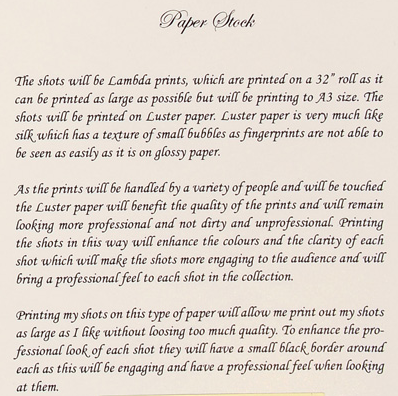 Paper Stock
The shots will be Lambda prints, which are printed on a 32" roll as it
can be printed as large as possible but will be printing to A3 size. The
shots will be printed on Luster paper. Luster paper is very much like
silk which has a texture of small bubbles as fingerprints are not able to
be seen as easily as it is on glossy paper.
As the prints will be handled by a variety of people and will be touched
the Luster paper will benefit the quality of the prints and will remain
looking more professional and not dirty and unprofessional. Printing
the shots in this way will enhance the colours and the clarity of each
shot which will make the shots more engaging to the audience and will
bring a professional feel to each shot in the collection.
Printing my shots on this type of paper will allow me print out my shots
as large as I like without loosing too much quality. To enhance the pro-
fessional look of each shot they will have a small black border around
each as this will be engaging and have a professional feel when looking
at them.